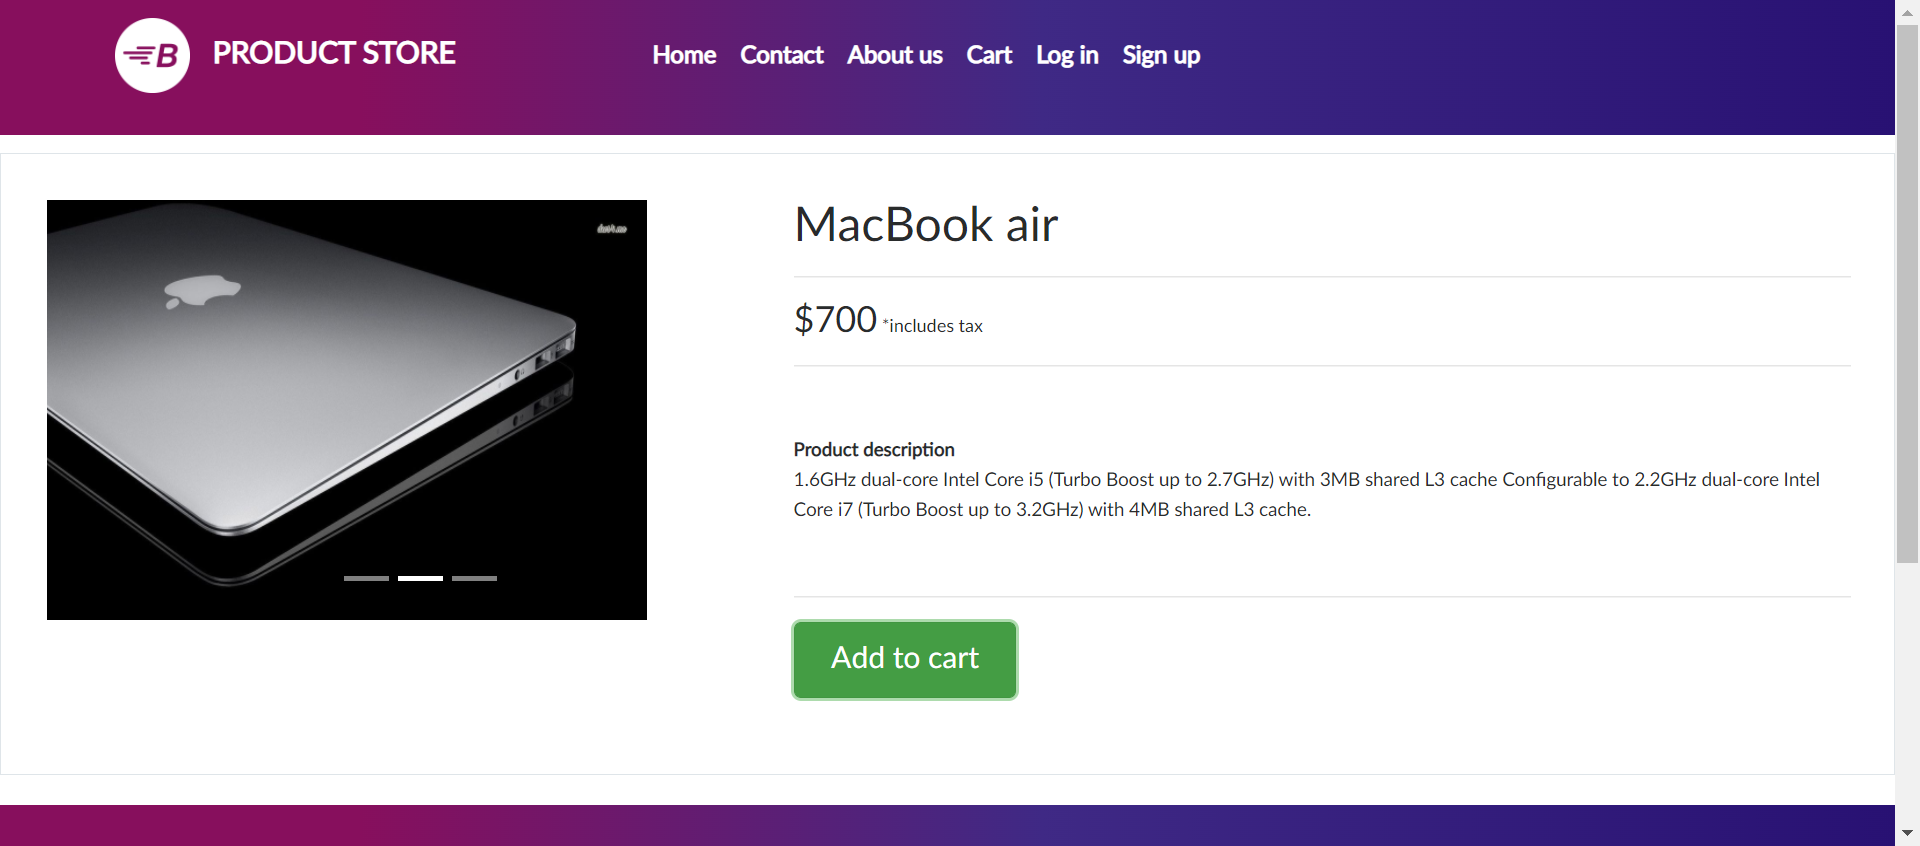 B PRODUCT STORE
Home Contact About us Cart Log in Sign up
MacBook air
$700 *includes tax
Product description
1.6GHz dual-core Intel Core i5 (Turbo Boost up to 2.7GHz) with 3MB shared L3 cache Configurable to 2.2GHz dual-core Intel
Core i7 (Turbo Boost up to 3.2GHz) with 4MB shared L3 cache.
Add to cart